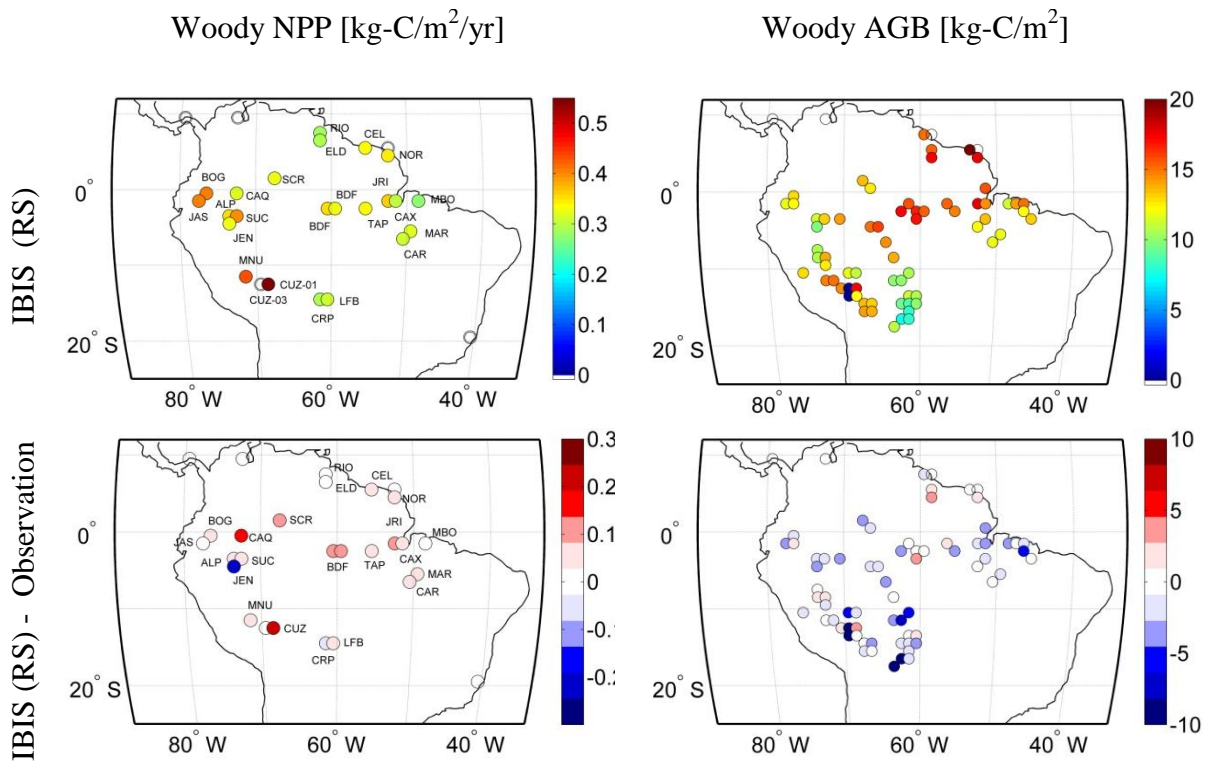 Woody NPP [kg-C/m²/yr]
Woody AGB [kg-C/m²]
IBIS (RS)
RIO
CEL
ELD
NOR
BOG
SCR
JRI
ALP
CAQ
BDF
MBO
JAS
SUC
CAX
BDF
TAP
JEN
MAR
CAR
MNU
CUZ-01
CUZ-03
LFB
CRP
0°
20° S
80° W
60° W
40° W
0.5
0.4
0.3
0.2
0.1
0
0°
20° S
80° W
60° W
40° W
20
15
10
5
0
IBIS (RS) - Observation
RIO
CEL
ELD
NOR
BOG
SCR
JRI
MBO
JAS
CAQ
ALP
SUC
BDF
TAP
CAX
JEN
MAR
CAR
MNU
CUZ
LFB
CRP
0°
20° S
80° W
60° W
40° W
0.3
0.2
0.1
0
-0.
-0.2
0°
20° S
80° W
60° W
40° W
10
5
0
-5
-10